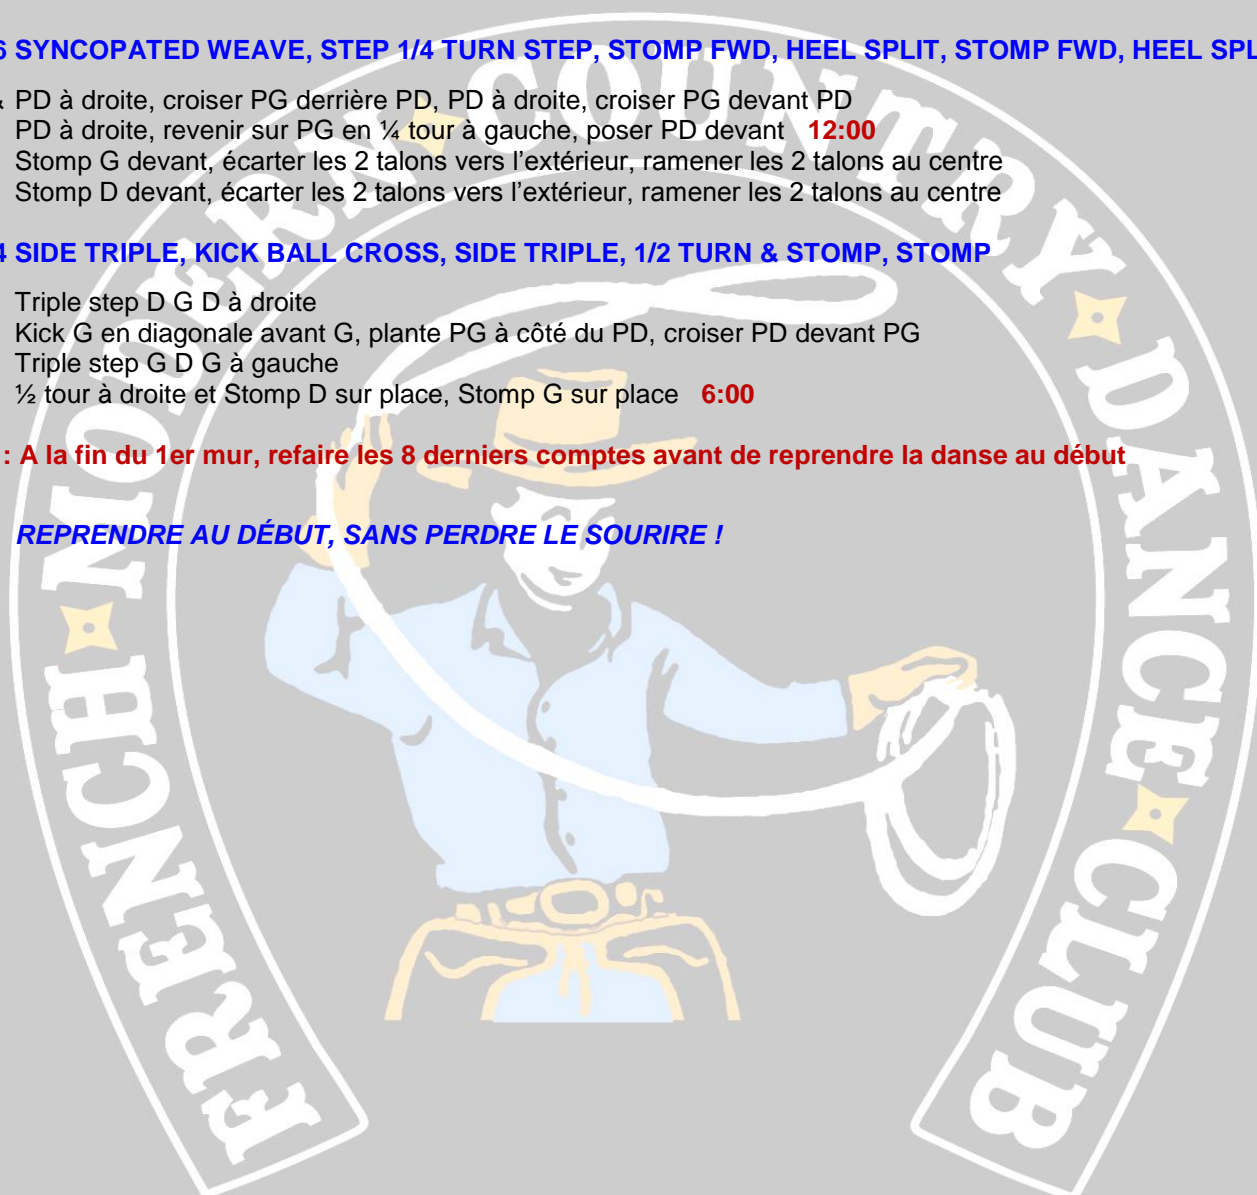 6 SYNCOPATED WEAVE, STEP 1/4 TURN STEP, STOMP FWD, HEEL SPLIT, STOMP FWD, HEEL SPL
& PD à droite, croiser PG derrière PD, PD à droite, croiser PG devant PD
PD à droite, revenir sur PG en ¼ tour à gauche, poser PD devant 12:00
Stomp G devant, écarter les 2 talons vers l’extérieur, ramener les 2 talons au centre
Stomp D devant, écarter les 2 talons vers l’extérieur, ramener les 2 talons au centre
4 SIDE TRIPLE, KICK BALL CROSS, SIDE TRIPLE, 1/2 TURN & STOMP, STOMP
Triple step D G D à droite
Kick G en diagonale avant G, plante PG à côté du PD, croiser PD devant PG
Triple step G D G à gauche
½ tour à droite et Stomp D sur place, Stomp G sur place 6:00
: A la fin du 1er mur, refaire les 8 derniers comptes avant de reprendre la danse au début
REPRENDRE AU DÉBUT, SANS PERDRE LE SOURIRE !
FRENCH MODERN COUNTRY DANCE CLUB